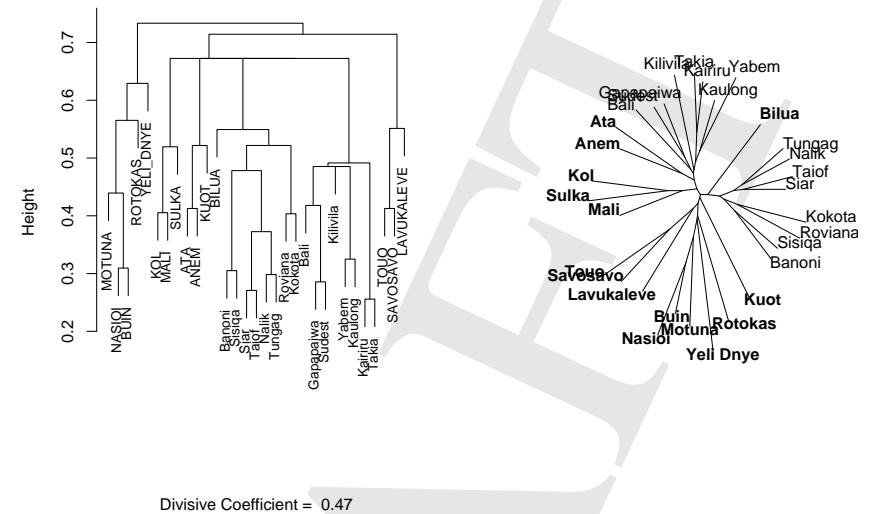 Height
0.7
0.6
0.5
0.4
0.3
0.2
MOTUNA
NASIOI
BUIN
ROTOKAS
YELI_DNYE
KOL
MALI
SULKA
ATA
ANEM
KUOT
BILUA
Banoni
Sisiqa
Siar
Taiof
Nalik
Tungag
Roviana
Kokota
Bali
Gapapaiwa
Sudest
Kilivila
Yabem
Kaulong
Kairiru
Takia
TOUO
SAVOSAVO
LAVUKALEVE
Divisive Coefficient = 0.47
Kilivila
Takia
Kairiru
Yabem
Kaulong
Gapapaiwa
Sudest
Bali
Bilua
Ata
Anem
Tungag
Nalik
Taiof
Siar
Kol
Sulka
Mali
Kokota
Roviana
Sisiqa
Banoni
Touo
Savosavo
Lavukaleve
Kuot
Buin
Motuna
Rotokas
Nasioi
Yeli Dnye